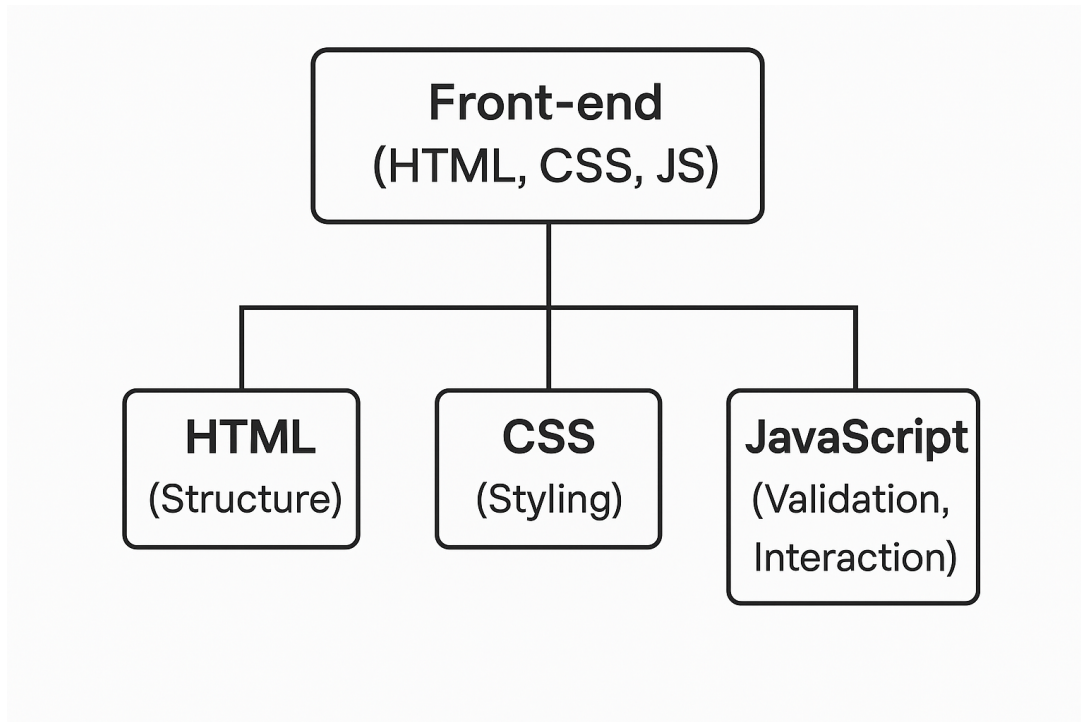 Front-end
(HTML, CSS, JS)
HTML
(Structure)
CSS
(Styling)
JavaScript
(Validation,
Interaction)